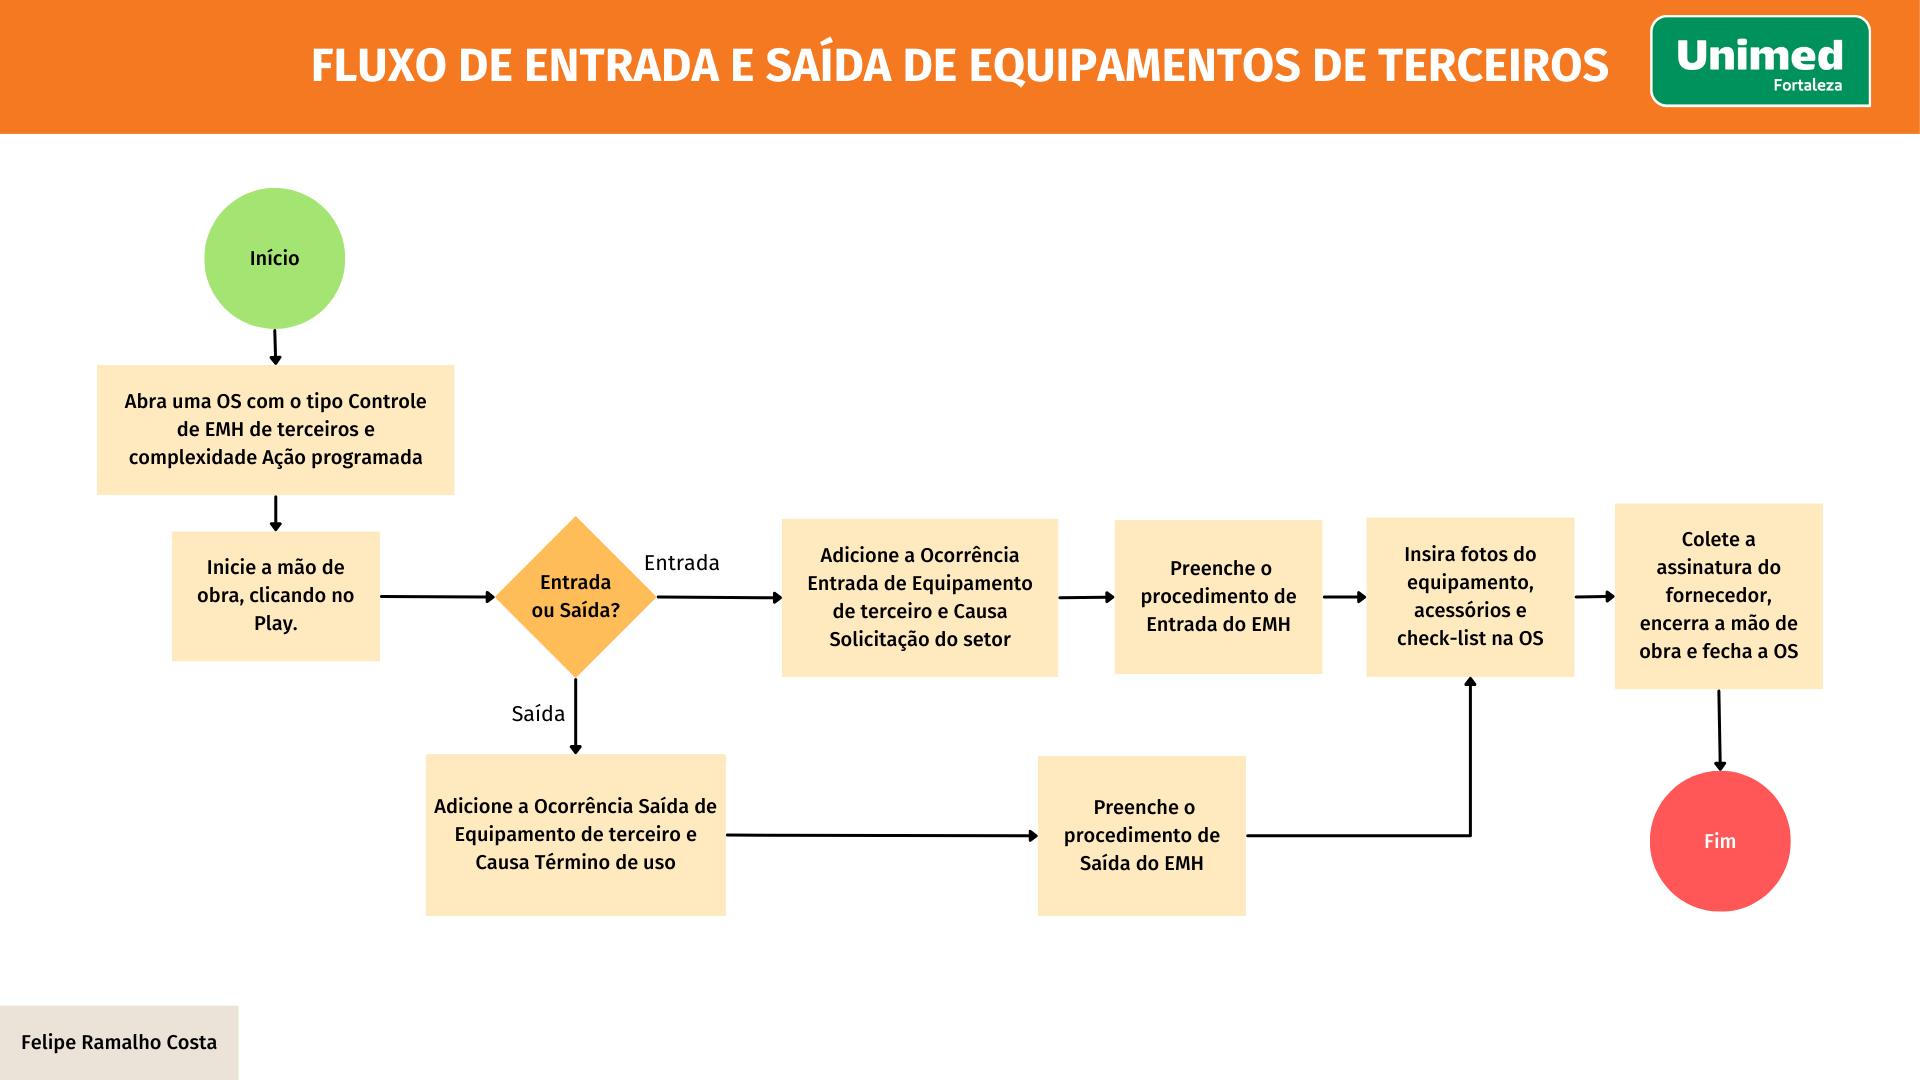 FLUXO DE ENTRADA E SAÍDA DE EQUIPAMENTOS DE TERCEIROS
Unimed
Fortaleza
Início
Abra uma OS com o tipo Controle
de EMH de terceiros e
complexidade Ação programada
Inicie a mão de
obra, clicando no
Play.
Entrada
ou Saída?
Entrada
Adicione a Ocorrência
Entrada de Equipamento
de terceiro e Causa
Solicitação do setor
Preenche o
procedimento de
Entrada do EMH
Insira fotos do
equipamento,
acessórios e
check-list na OS
Colete a
assinatura do
fornecedor,
encerra a mão de
obra e fecha a OS
Saída
Adicione a Ocorrência Saída de
Equipamento de terceiro e
Causa Término de uso
Preenche o
procedimento de
Saída do EMH
Fim
Felipe Ramalho Costa